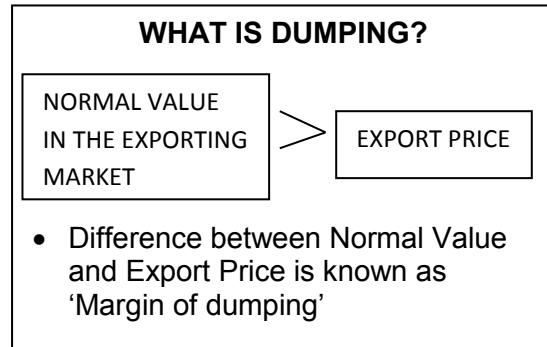 WHAT IS DUMPING?
NORMAL VALUE
IN THE EXPORTING
MARKET
>
EXPORT PRICE
• Difference between Normal Value
and Export Price is known as
‘Margin of dumping’